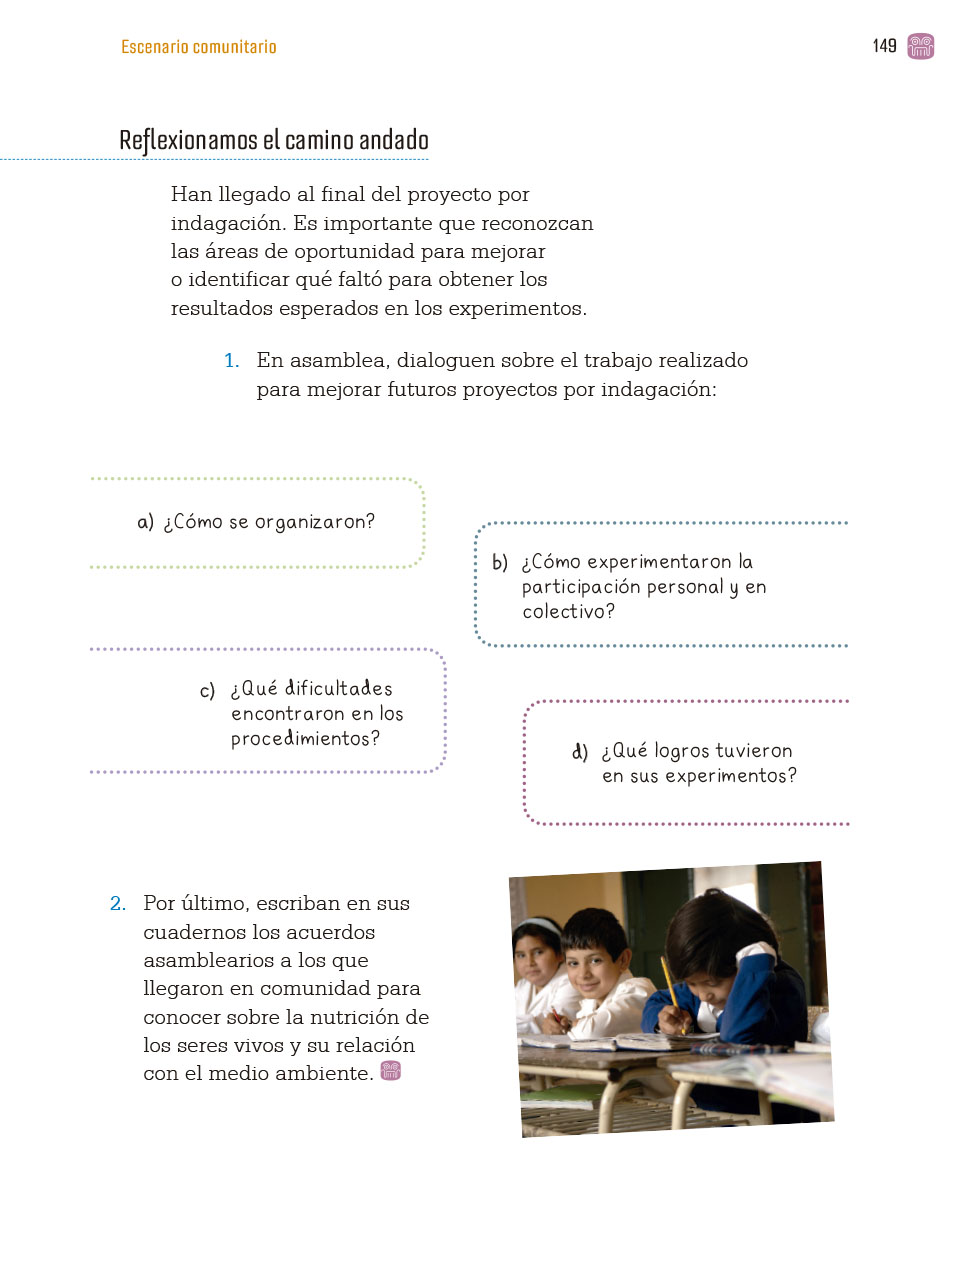 Escenario comunitario
149
Reflexionamos el camino andado
Han llegado al final del proyecto por
indagación. Es importante que reconozcan
las áreas de oportunidad para mejorar
o identificar qué faltó para obtener los
resultados esperados en los experimentos.
1. En asamblea, dialoguen sobre el trabajo realizado
para mejorar futuros proyectos por indagación:
a) ¿Cómo se organizaron?
b) ¿Cómo experimentaron la
participación personal y en
colectivo?
c) ¿Qué dificultades
encontraron en los
procedimientos?
d) ¿Qué logros tuvieron
en sus experimentos?
2. Por último, escriban en sus
cuadernos los acuerdos
asamblearios a los que
llegaron en comunidad para
conocer sobre la nutrición de
los seres vivos y su relación
con el medio ambiente.